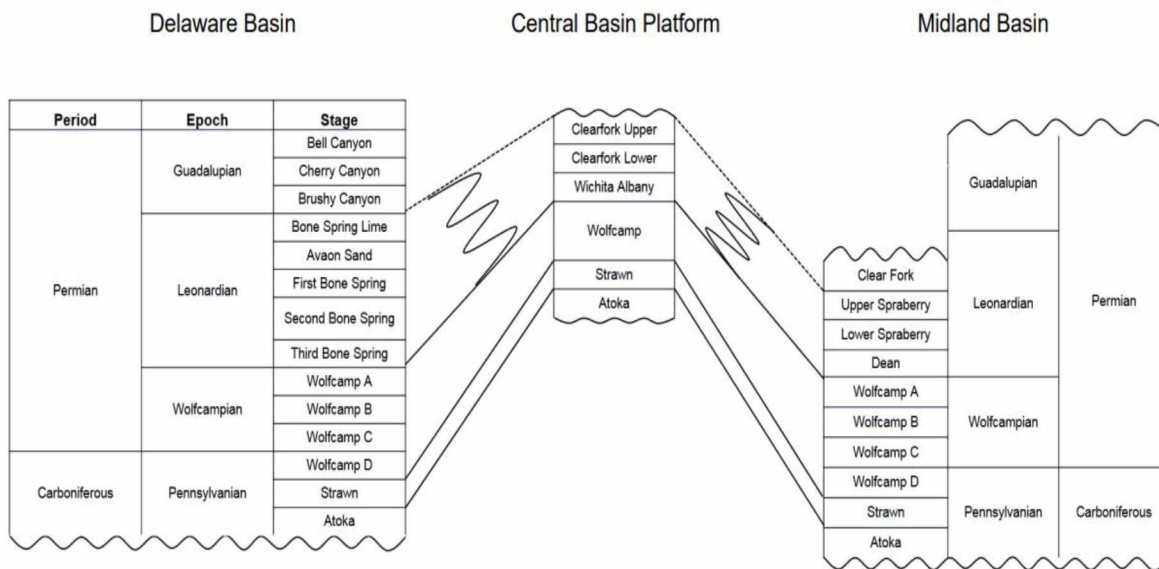 Delaware Basin
Central Basin Platform
Midland Basin
Period
Epoch
Stage
Permian
Carboniferous
Guadalupian
Leonardian
Wolfcampian
Pennsylvanian
Bell Canyon
Cherry Canyon
Brushy Canyon
Bone Spring Lime
Avaon Sand
First Bone Spring
Second Bone Spring
Third Bone Spring
Wolfcamp A
Wolfcamp B
Wolfcamp C
Wolfcamp D
Strawn
Atoka
Clearfork Upper
Clearfork Lower
Wichita Albany
Wolfcamp
Strawn
Atoka
Clear Fork
Upper Spraberry
Lower Spraberry
Dean
Wolfcamp A
Wolfcamp B
Wolfcamp C
Wolfcamp D
Strawn
Atoka
Guadalupian
Leonardian
Wolfcampian
Pennsylvanian
Permian
Carboniferous